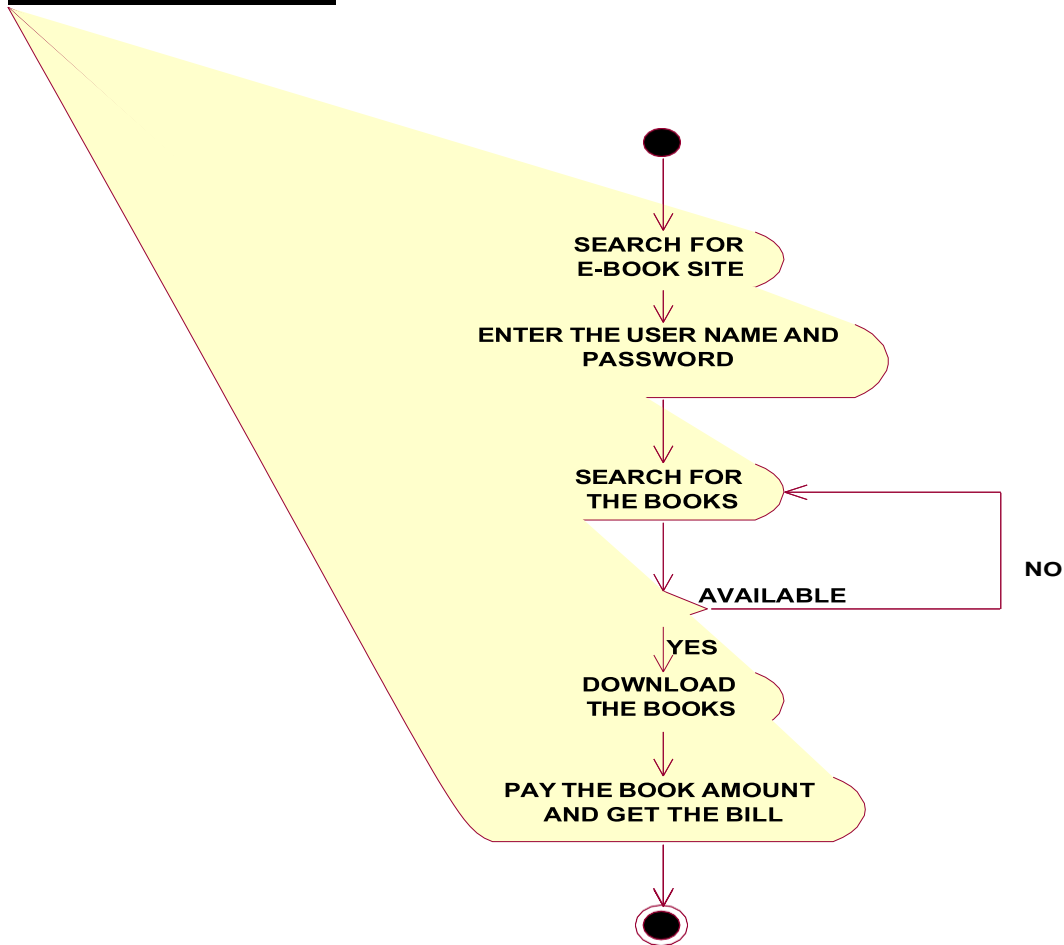 SEARCH FOR
E-BOOK SITE
ENTER THE USER NAME AND
PASSWORD
SEARCH FOR
THE BOOKS
NO
AVAILABLE
YES
DOWNLOAD
THE BOOKS
PAY THE BOOK AMOUNT
AND GET THE BILL